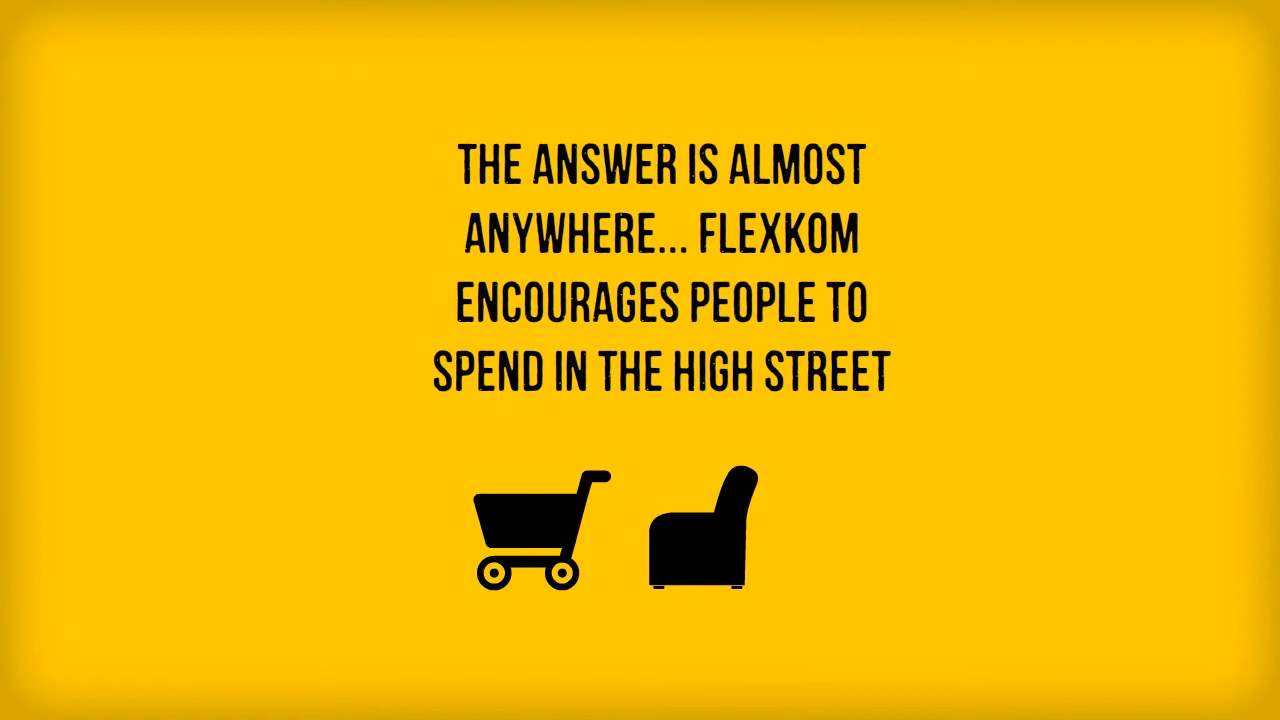 THE ANSWER IS ALMOST
ANYWHERE... FLEXKOM
ENCOURAGES PEOPLE TO
SPEND IN THE HIGH STREET